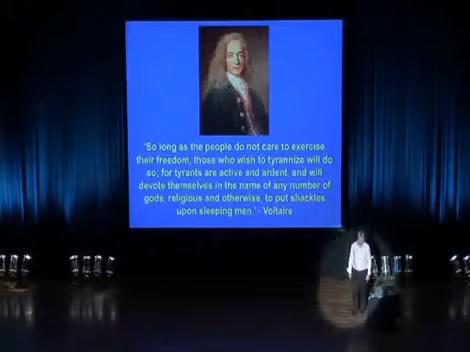 'So long as the people do not care to exercise
their freedom, those who wish to tyrannize will do
so; for tyrants are active and ardent, and will
devote themselves in the name of any number of
gods, religious and otherwise, to put shackles
upon sleeping men.' - Voltaire